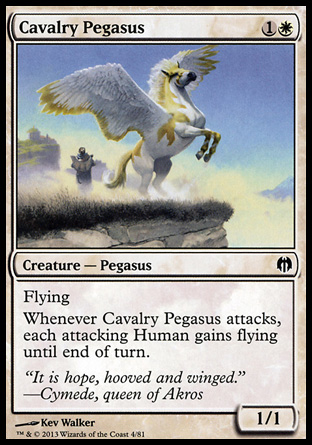 Cavalry Pegasus 1
Creature — Pegasus
Flying
Whenever Cavalry Pegasus attacks,
each attacking Human gains flying
until end of turn.
"It is hope, hooved and winged."
—Cymede, queen of Akros
Kev Walker
™ & © 2013 Wizards of the Coast 4/81
1/1